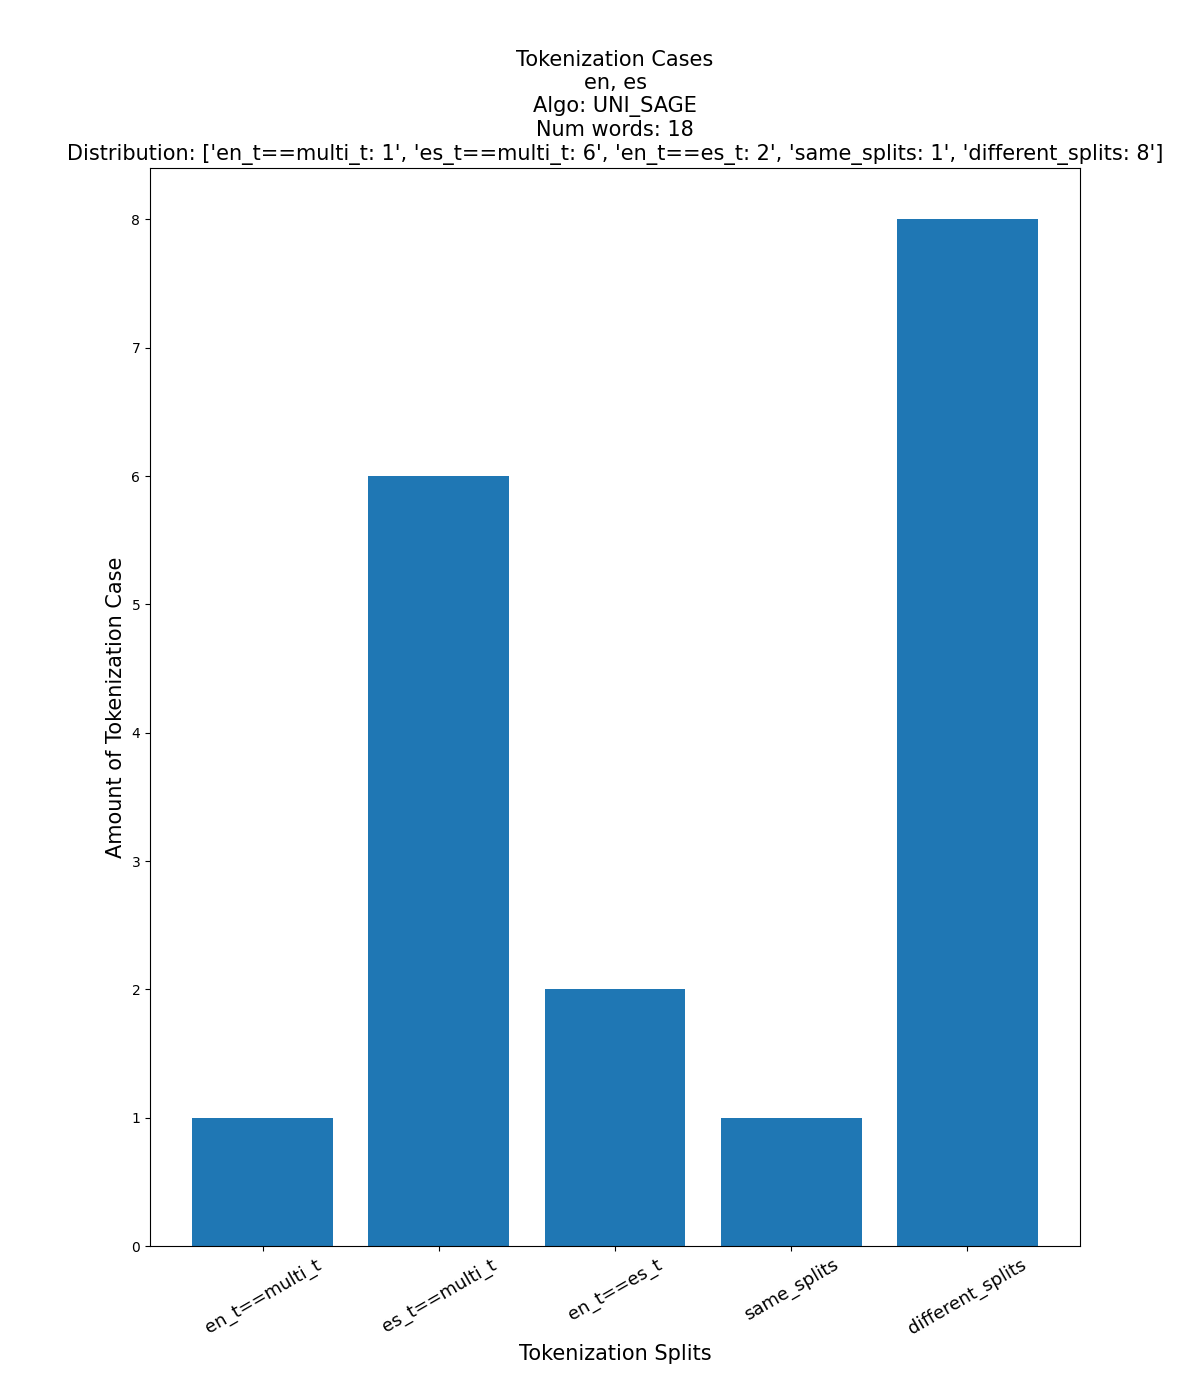 Tokenization Cases
en, es
Algo: UNI_SAGE
Num words: 18
Distribution: ['en_t==multi_t: 1', 'es_t==multi_t: 6', 'en_t==es_t: 2', 'same_splits: 1', 'different_splits: 8']
8
7
6
5
4
3
2
1
0
Amount of Tokenization Case
en_t==multi_t
es_t==multi_t
en_t==es_t
same_splits
different_splits
Tokenization Splits